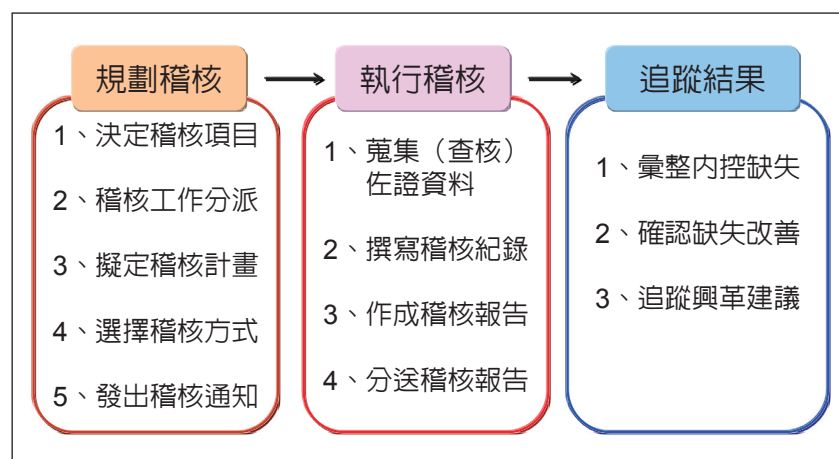 規劃稽核
1、決定稽核項目
2、稽核工作分派
3、擬定稽核計畫
4、選擇稽核方式
5、發出稽核通知
執行稽核
1、蒐集（查核）
佐證資料
2、撰寫稽核紀錄
3、作成稽核報告
4、分送稽核報告
追蹤結果
1、彙整內控缺失
2、確認缺失改善
3、追蹤興革建議